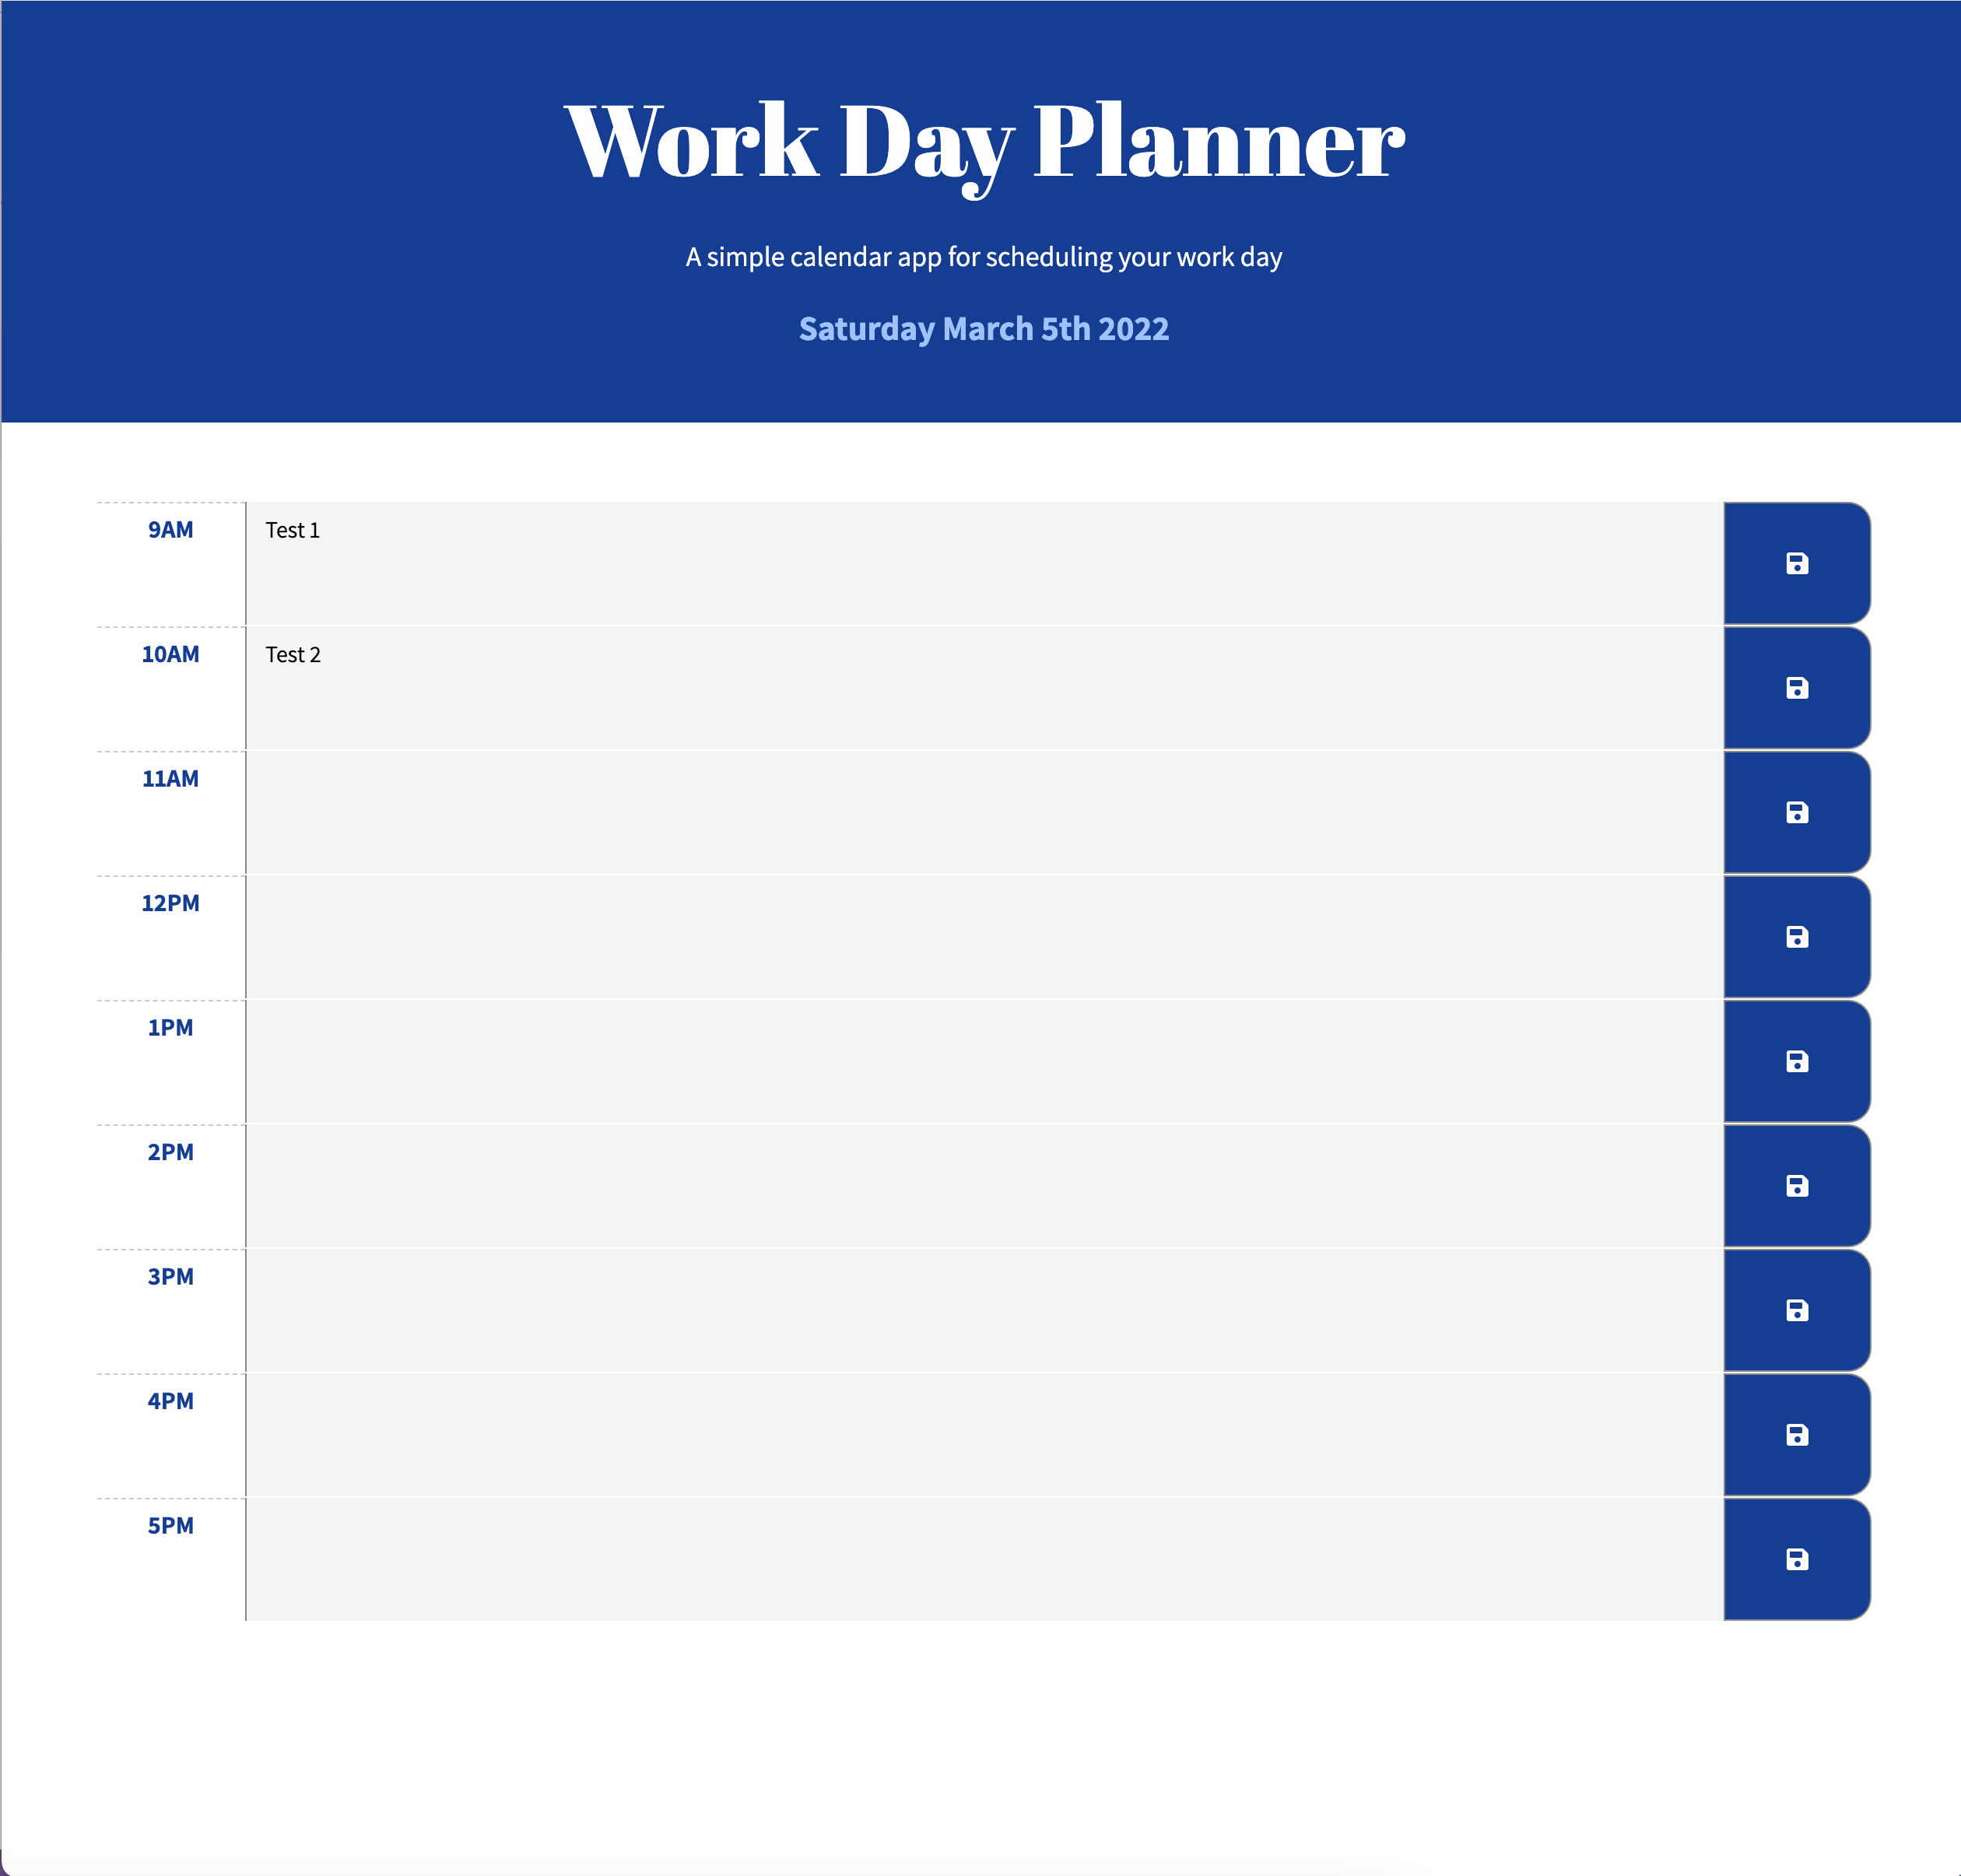 Work Day Planner
A simple calendar app for scheduling your work day
Saturday March 5th 2022
9AM Test 1
10AM Test 2
11AM
12PM
1PM
2PM
3PM
4PM
5PM